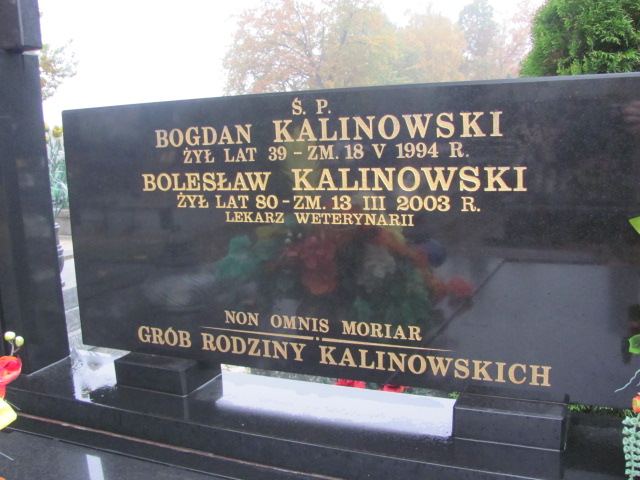 Ś. P.
BOGDAN KALINOWSKI
ŻYŁ LAT 39 - ZM. 18 V 1994 R.
BOLESŁAW KALINOWSKI
ŻYŁ LAT 80 - ZM. 13 III 2003 R.
LEKARZ WETERYNARII
NON OMNIS MORIAR
GRÓB RODZINY KALINOWSKICH